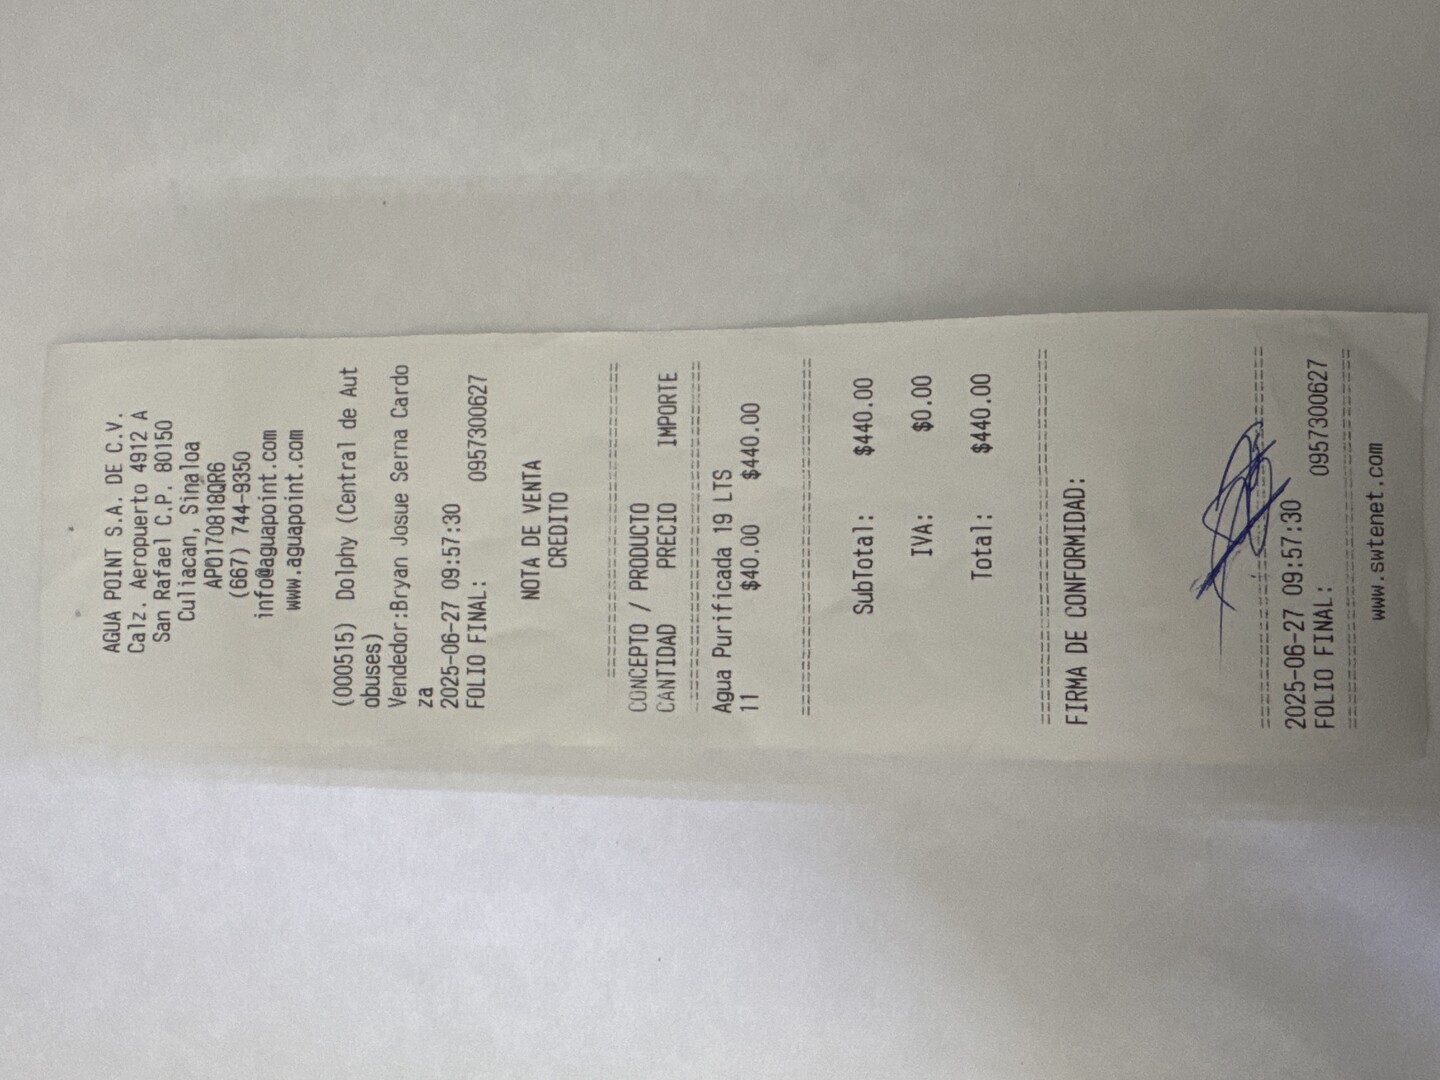 AGUA POINT S.A. DE C.V.
Calz. Aeropuerto 4912 A
San Rafael C.P. 80150
Culiacan, Sinaloa
APO170818QR6
(667) 744-9350
info@aguapoint.com
www.aguapoint.com
(000515) Dolphy (Central de Aut
obuses)
Vendedor:Bryan Josue Serna Cardo
za
2025-06-27 09:57:30
FOLIO FINAL: 0957300627
NOTA DE VENTA
CREDITO
================================
CONCEPTO / PRODUCTO
CANTIDAD PRECIO IMPORTE
================================
Agua Purificada 19 LTS
11 $40.00 $440.00
================================
SubTotal: $440.00
IVA: $0.00
Total: $440.00
================================
FIRMA DE CONFORMIDAD:
================================
2025-06-27 09:57:30
FOLIO FINAL: 0957300627
================================
www.swtenet.com